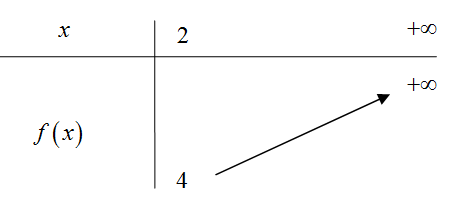 x 2 +∞
+∞
f(x)
4